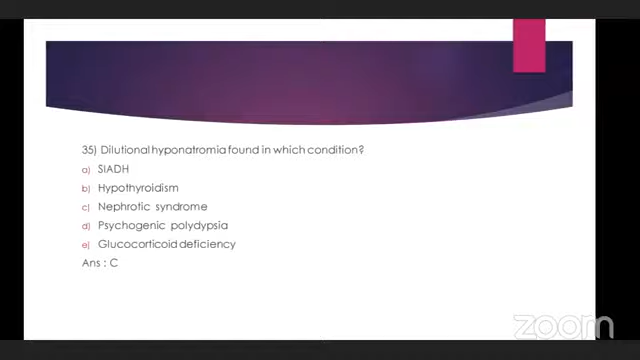 35) Dilutional hyponatromia found in which condition?
a) SIADH
b) Hypothyroidism
c) Nephrotic syndrome
d) Psychogenic polydypsia
e) Glucocorticoid deficiency
Ans : C
zoom